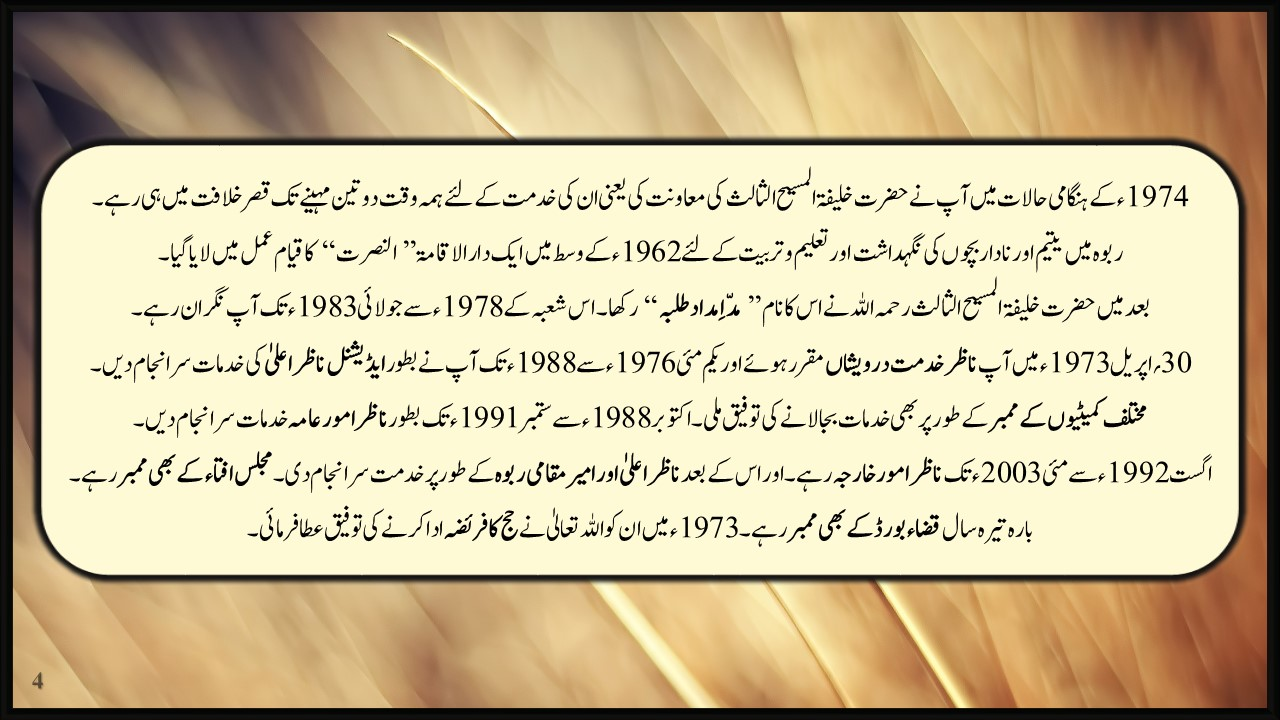 1974ء کے ہنگامی حالات میں آپ نے حضرت خلیفۃ المسیح الثالث کی معاونت کی یعنی ان کی خدمت کے لئے ہمہ وقت دو تین مہینے تک قصر خلافت میں ہی رہے۔
ربوہ میں یتیم اور نادار بچوں کی نگہداشت اور تعلیم و تربیت کے لئے 1962ء کے وسط میں ایک دارالاقامۃ ”النصرت“ کا قیام عمل میں لایا گیا۔
بعد میں حضرت خلیفۃ المسیح الثالث رحمہ اللہ نے اس کا نام ”مدّ اِمداد طلبہ“ رکھا۔ اس شعبہ کے 1978ء سے جولائی 1983ء تک آپ نگران رہے۔
30؍اپریل 1973ء میں آپ ناظر خدمت درویشاں مقرر ہوئے اور یکم مئی 1976ء سے 1988ء تک آپ نے بطور ایڈیشنل ناظر اعلیٰ کی خدمات سرانجام دیں۔
مختلف کمیٹیوں کے ممبر کے طور پر بھی خدمات بجالانے کی توفیق ملی۔ اکتوبر 1988ء سے ستمبر 1991ء تک بطور ناظر امور عامہ خدمات سرانجام دیں۔
اگست 1992ء سے مئی 2003ء تک ناظر امور خارجہ رہے۔ اور اس کے بعد ناظر اعلیٰ اور امیر مقامی ربوہ کے طور پر خدمت سرانجام دی۔ مجلس افتاء کے بھی ممبر رہے۔
بارہ تیرہ سال قضاء بورڈ کے بھی ممبر رہے۔ 1973ء میں ان کو اللہ تعالیٰ نے حج کا فریضہ ادا کرنے کی توفیق عطا فرمائی۔
4